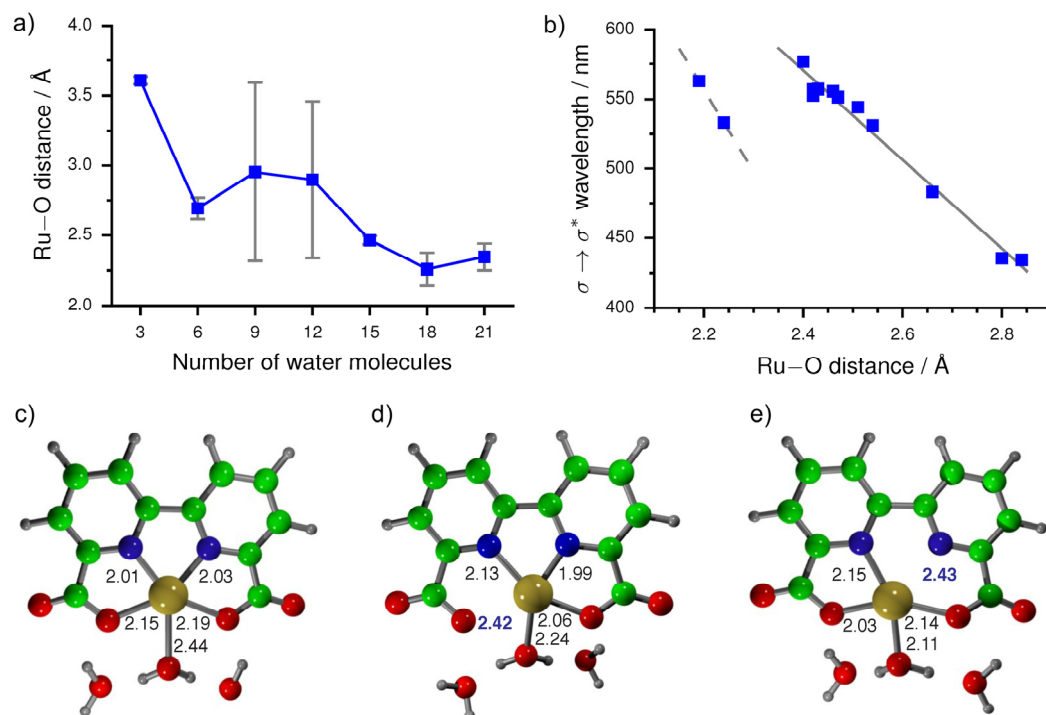 a)
4.0
3.5
3.0
2.5
2.0
3 6 9 12 15 18 21
Ru−O distance / Å
Number of water molecules
b)
600
550
500
450
400
2.2 2.4 2.6 2.8
σ → σ* wavelength / nm
Ru−O distance / Å
c)
2.01 2.03
2.15 2.19
2.44
d)
2.13 1.99
2.42 2.06
2.24
e)
2.15 2.43
2.03 2.14
2.11